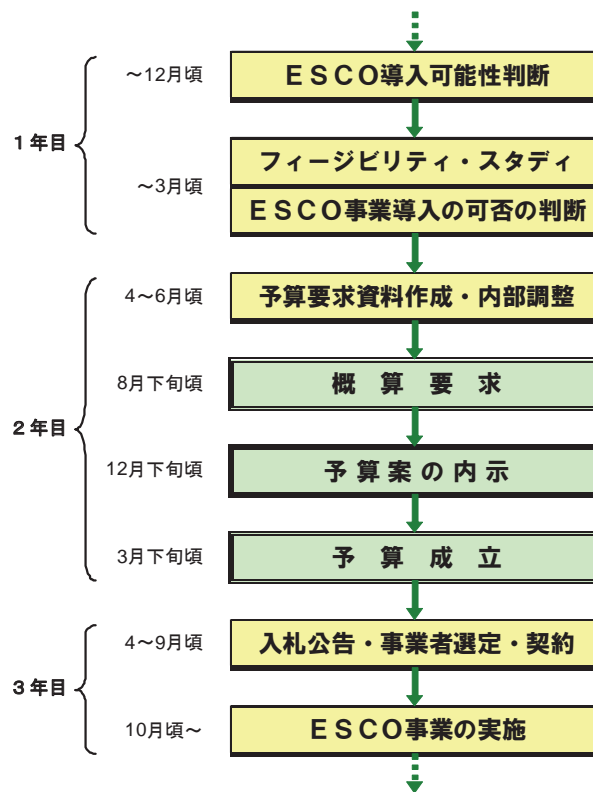 ～12月頃
ＥＳＣＯ導入可能性判断
1年目
フィージビリティ・スタディ
～3月頃
ＥＳＣＯ事業導入の可否の判断
4～6月頃
予算要求資料作成・内部調整
8月下旬頃
概　算　要　求
2年目
12月下旬頃
予算案の内示
3月下旬頃
予　算　成　立
4～9月頃
入札公告・事業者選定・契約
3年目
10月頃～
ＥＳＣＯ事業の実施